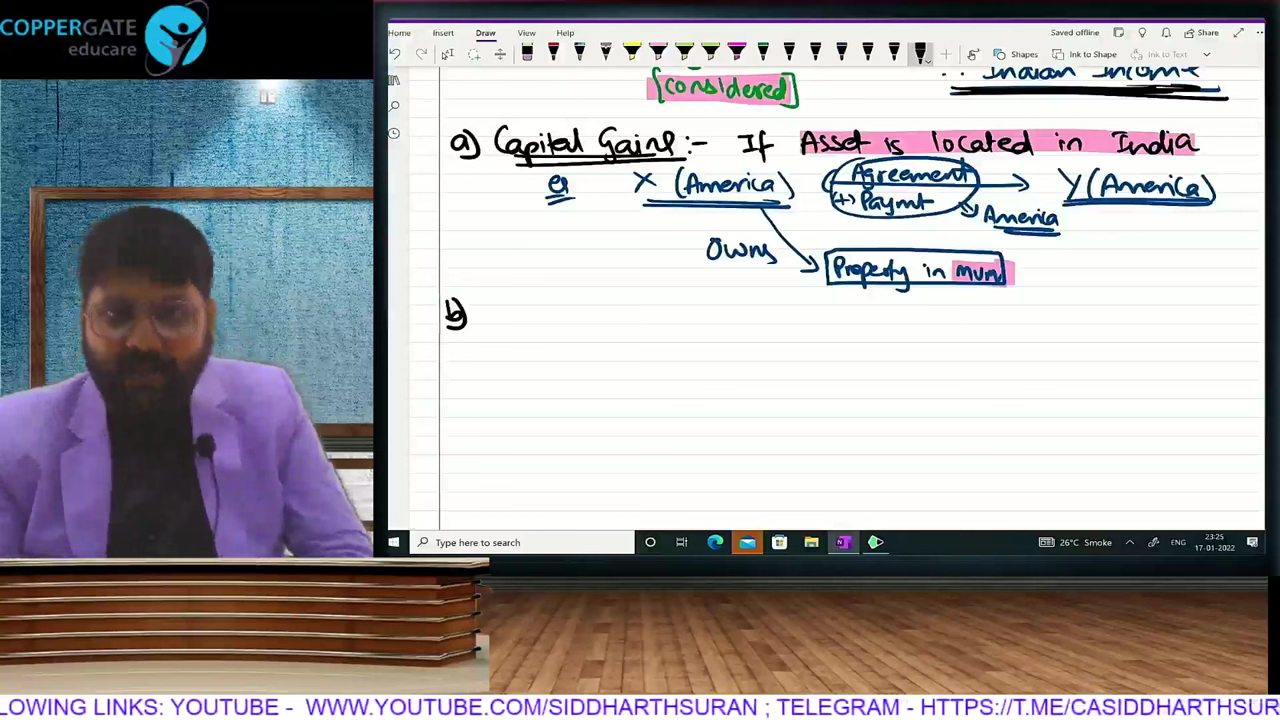 COPPERGATE
educare
Home Insert Draw View Help
Saved offline
Share
Shapes
Ink to Shape
Ink to Text
[considered]
∴ Indian Income
a) Capital Gains :- If Asset is located in India
eg X (America) Agreement Y (America)
(+) Paymt America
Owns
Property in mum
b)
Type here to search
26°C Smoke
ENG
23:25
17-01-2022
LOWING LINKS: YOUTUBE - WWW.YOUTUBE.COM/SIDDHARTHSURAN ; TELEGRAM - HTTPS://T.ME/CASIDDHARTHSUR